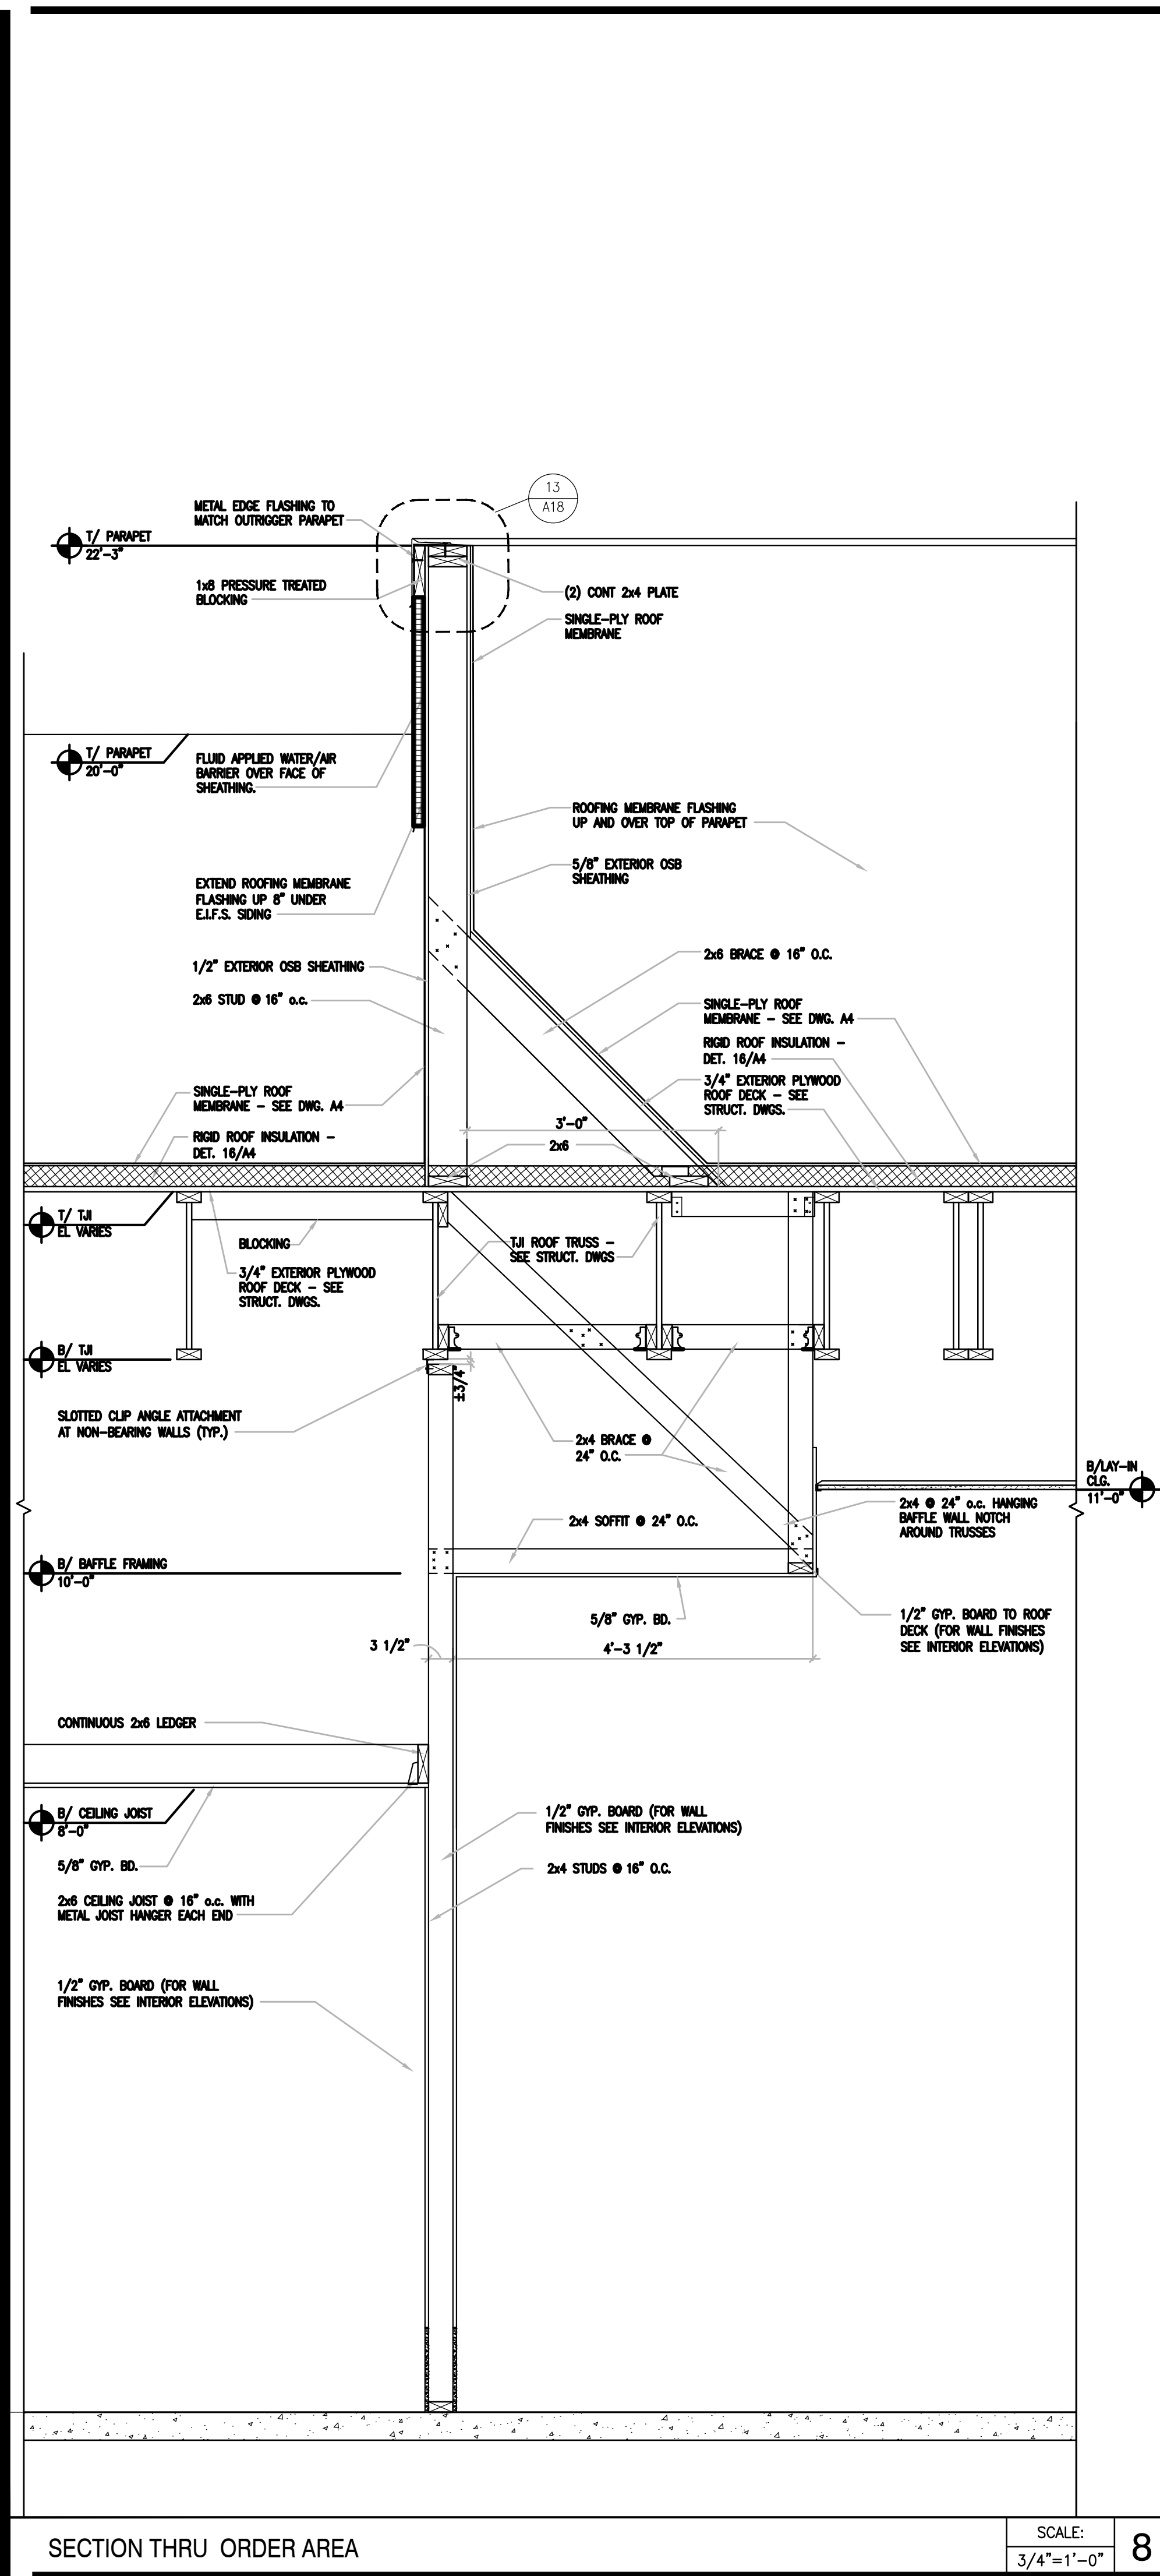 13
A18
METAL EDGE FLASHING TO
MATCH OUTRIGGER PARAPET
T/ PARAPET
22'-3"
1x8 PRESSURE TREATED
BLOCKING
(2) CONT 2x4 PLATE
SINGLE-PLY ROOF
MEMBRANE
T/ PARAPET
20'-0"
FLUID APPLIED WATER/AIR
BARRIER OVER FACE OF
SHEATHING.
ROOFING MEMBRANE FLASHING
UP AND OVER TOP OF PARAPET
5/8" EXTERIOR OSB
SHEATHING
EXTEND ROOFING MEMBRANE
FLASHING UP 8" UNDER
E.I.F.S. SIDING
2x6 BRACE @ 16" O.C.
1/2" EXTERIOR OSB SHEATHING
2x6 STUD @ 16" o.c.
SINGLE-PLY ROOF
MEMBRANE - SEE DWG. A4
RIGID ROOF INSULATION -
DET. 16/A4
3/4" EXTERIOR PLYWOOD
ROOF DECK - SEE
STRUCT. DWGS.
SINGLE-PLY ROOF
MEMBRANE - SEE DWG. A4
3'-0"
RIGID ROOF INSULATION -
DET. 16/A4
2x6
T/ TJI
EL VARIES
BLOCKING
TJI ROOF TRUSS -
SEE STRUCT. DWGS
3/4" EXTERIOR PLYWOOD
ROOF DECK - SEE
STRUCT. DWGS.
B/ TJI
EL VARIES
±3/4"
SLOTTED CLIP ANGLE ATTACHMENT
AT NON-BEARING WALLS (TYP.)
2x4 BRACE @
24" O.C.
B/LAY-IN
CLG.
11'-0"
2x4 @ 24" o.c. HANGING
BAFFLE WALL NOTCH
AROUND TRUSSES
2x4 SOFFIT @ 24" O.C.
B/ BAFFLE FRAMING
10'-0"
5/8" GYP. BD.
1/2" GYP. BOARD TO ROOF
DECK (FOR WALL FINISHES
SEE INTERIOR ELEVATIONS)
3 1/2"
4'-3 1/2"
CONTINUOUS 2x6 LEDGER
B/ CEILING JOIST
8'-0"
1/2" GYP. BOARD (FOR WALL
FINISHES SEE INTERIOR ELEVATIONS)
5/8" GYP. BD.
2x4 STUDS @ 16" O.C.
2x6 CEILING JOIST @ 16" o.c. WITH
METAL JOIST HANGER EACH END
1/2" GYP. BOARD (FOR WALL
FINISHES SEE INTERIOR ELEVATIONS)
SECTION THRU ORDER AREA
SCALE:
3/4"=1'-0"
8